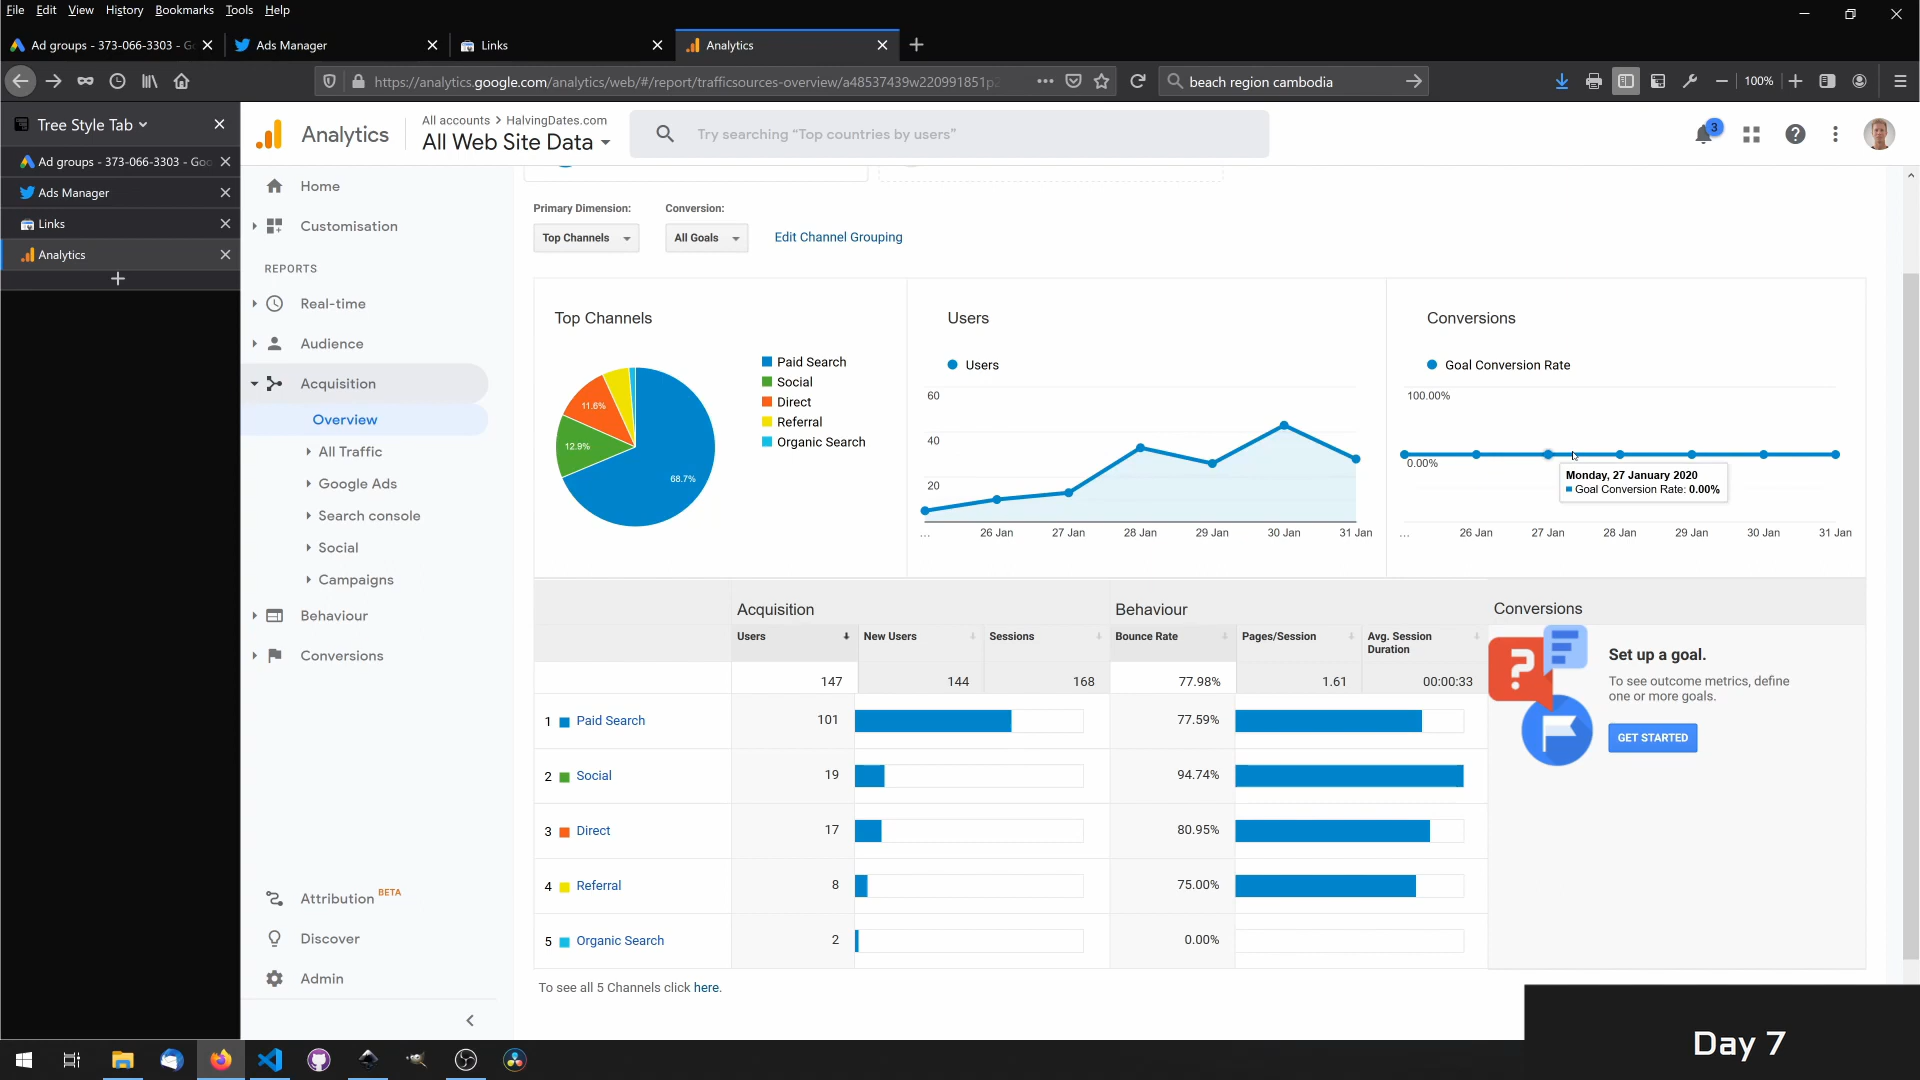 File Edit View History Bookmarks Tools Help
Ad groups - 373-066-3303 - G
Ads Manager
Links
Analytics
https://analytics.google.com/analytics/web/#/report/trafficsources-overview/a48537439w220991851p2
beach region cambodia
100%
Tree Style Tab
Ad groups - 373-066-3303 - Goo
Ads Manager
Links
Analytics
Analytics
All accounts > HalvingDates.com
All Web Site Data
Try searching “Top countries by users”
3
Home
Customisation
REPORTS
Real-time
Audience
Acquisition
Overview
All Traffic
Google Ads
Search console
Social
Campaigns
Behaviour
Conversions
Attribution BETA
Discover
Admin
Primary Dimension: Conversion:
Top Channels All Goals Edit Channel Grouping
Top Channels
Paid Search
Social
Direct
Referral
Organic Search
11.6%
12.9%
68.7%
Users
Users
60
40
20
... 26 Jan 27 Jan 28 Jan 29 Jan 30 Jan 31 Jan
Conversions
Goal Conversion Rate
100.00%
0.00%
Monday, 27 January 2020
Goal Conversion Rate: 0.00%
... 26 Jan 27 Jan 28 Jan 29 Jan 30 Jan 31 Jan
Acquisition Behaviour Conversions
Users New Users Sessions Bounce Rate Pages/Session Avg. Session Duration
147 144 168 77.98% 1.61 00:00:33
1 Paid Search 101 77.59%
2 Social 19 94.74%
3 Direct 17 80.95%
4 Referral 8 75.00%
5 Organic Search 2 0.00%
Set up a goal.
To see outcome metrics, define
one or more goals.
GET STARTED
To see all 5 Channels click here.
Day 7